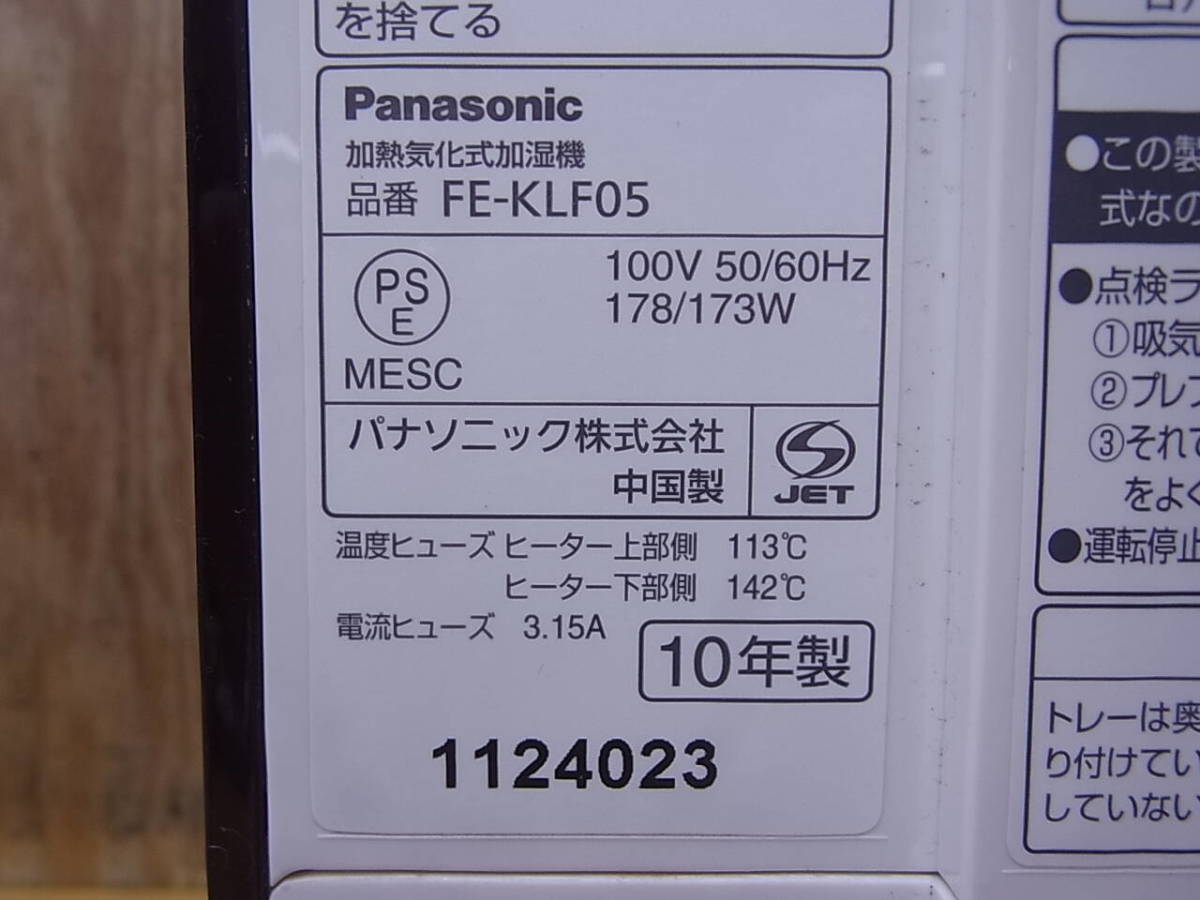 を捨てる
Panasonic
加熱気化式加湿機
品番 FE-KLF05
PS
E
100V 50/60Hz
178/173W
MESC
パナソニック株式会社
中国製
JET
温度ヒューズ ヒーター上部側 113℃
ヒーター下部側 142℃
電流ヒューズ 3.15A
10年製
1124023
●この製
式なの
●点検ラ
①吸気
②プレフ
③それで
をよく
●運転停止
トレーは奥
り付けてい
していない